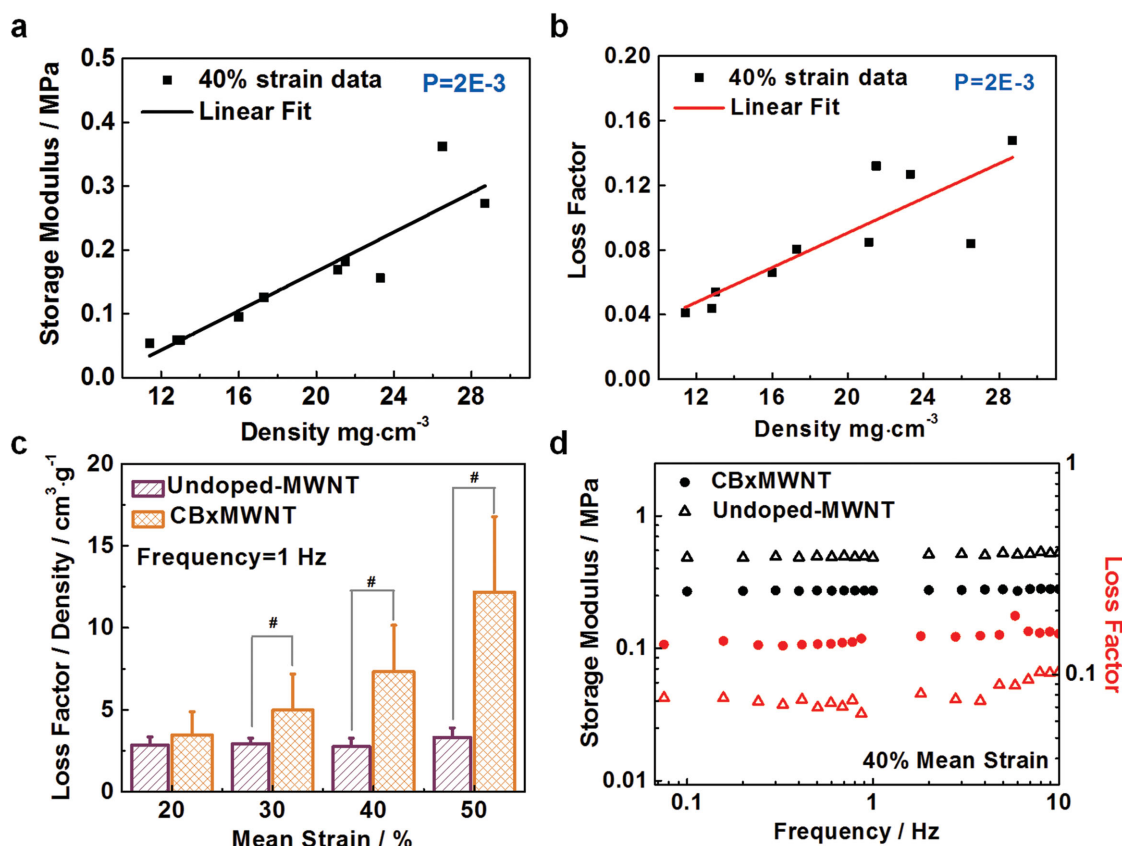 a
0.5
0.4
0.3
0.2
0.1
0.0
Storage Modulus / MPa
40% strain data
Linear Fit
P=2E-3
12 16 20 24 28
Density mg·cm⁻³
b
0.20
0.16
0.12
0.08
0.04
0.00
Loss Factor
40% strain data
Linear Fit
P=2E-3
12 16 20 24 28
Density mg·cm⁻³
c
20
15
10
5
0
Loss Factor / Density / cm³·g⁻¹
Undoped-MWNT
CBxMWNT
Frequency=1 Hz
#
#
#
20 30 40 50
Mean Strain / %
d
1
0.1
0.01
Storage Modulus / MPa
CBxMWNT
Undoped-MWNT
40% Mean Strain
1
0.1
Loss Factor
0.1 1 10
Frequency / Hz